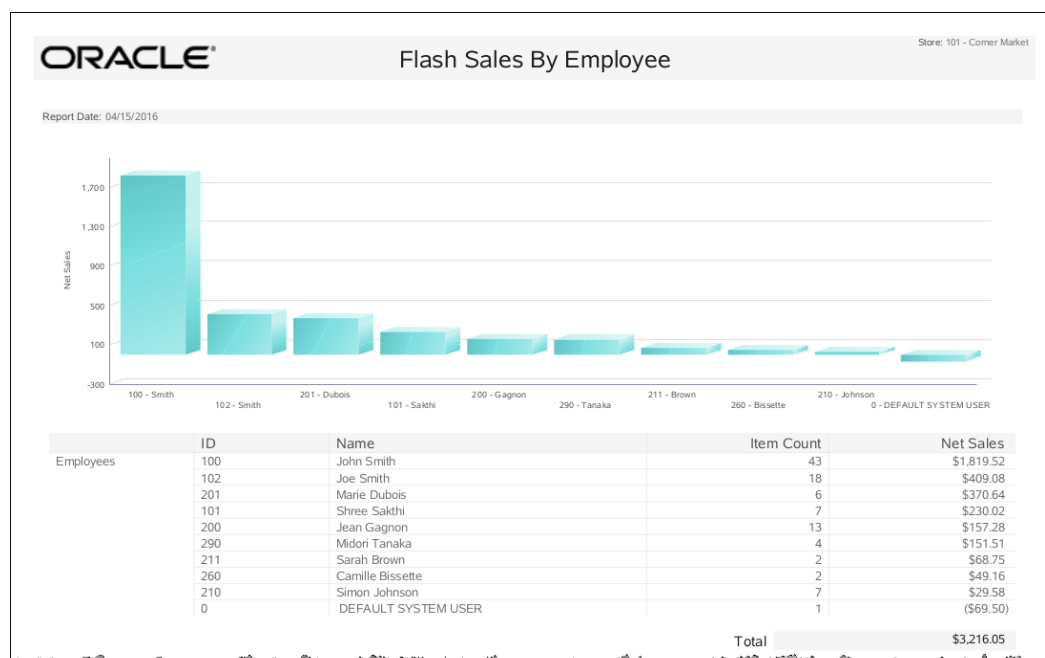 ORACLE
Flash Sales By Employee
Store: 101 - Corner Market
Report Date: 04/15/2016
Net Sales
1,700
1,300
900
500
100
-300
100 - Smith
102 - Smith
201 - Dubois
101 - Sakthi
200 - Gagnon
290 - Tanaka
211 - Brown
260 - Bissette
210 - Johnson
0 - DEFAULT SYSTEM USER
ID Name Item Count Net Sales
Employees 100 John Smith 43 $1,819.52
102 Joe Smith 18 $409.08
201 Marie Dubois 6 $370.64
101 Shree Sakthi 7 $230.02
200 Jean Gagnon 13 $157.28
290 Midori Tanaka 4 $151.51
211 Sarah Brown 2 $68.75
260 Camille Bissette 2 $49.16
210 Simon Johnson 7 $29.58
0 DEFAULT SYSTEM USER 1 ($69.50)
Total $3,216.05